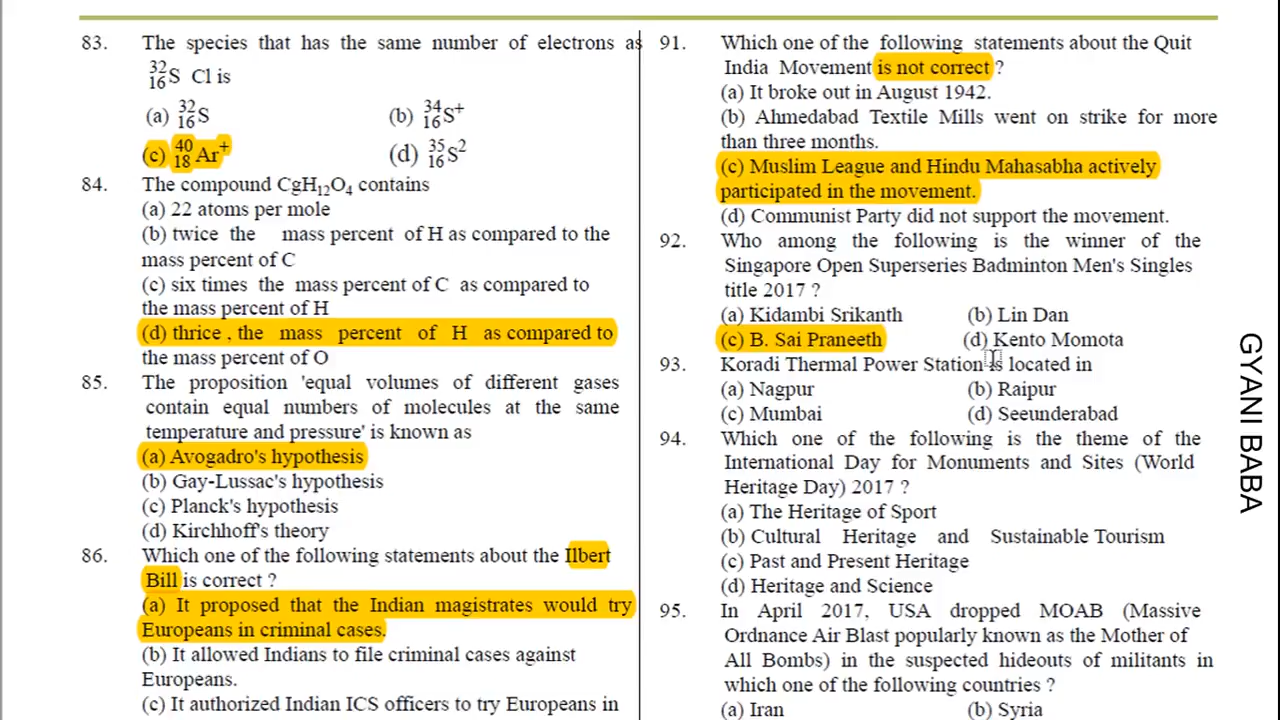 83. The species that has the same number of electrons as
³²₁₆S Cl is
(a) ³²₁₆S (b) ³⁴₁₆S⁺
(c) ⁴⁰₁₈Ar⁺ (d) ³⁵₁₆S²
84. The compound CgH₁₂O₄ contains
(a) 22 atoms per mole
(b) twice the mass percent of H as compared to the
mass percent of C
(c) six times the mass percent of C as compared to
the mass percent of H
(d) thrice , the mass percent of H as compared to
the mass percent of O
85. The proposition 'equal volumes of different gases
contain equal numbers of molecules at the same
temperature and pressure' is known as
(a) Avogadro's hypothesis
(b) Gay-Lussac's hypothesis
(c) Planck's hypothesis
(d) Kirchhoff's theory
86. Which one of the following statements about the Ilbert
Bill is correct ?
(a) It proposed that the Indian magistrates would try
Europeans in criminal cases.
(b) It allowed Indians to file criminal cases against
Europeans.
(c) It authorized Indian ICS officers to try Europeans in
91. Which one of the following statements about the Quit
India Movement is not correct ?
(a) It broke out in August 1942.
(b) Ahmedabad Textile Mills went on strike for more
than three months.
(c) Muslim League and Hindu Mahasabha actively
participated in the movement.
(d) Communist Party did not support the movement.
92. Who among the following is the winner of the
Singapore Open Superseries Badminton Men's Singles
title 2017 ?
(a) Kidambi Srikanth (b) Lin Dan
(c) B. Sai Praneeth (d) Kento Momota
93. Koradi Thermal Power Station is located in
(a) Nagpur (b) Raipur
(c) Mumbai (d) Seeunderabad
94. Which one of the following is the theme of the
International Day for Monuments and Sites (World
Heritage Day) 2017 ?
(a) The Heritage of Sport
(b) Cultural Heritage and Sustainable Tourism
(c) Past and Present Heritage
(d) Heritage and Science
95. In April 2017, USA dropped MOAB (Massive
Ordnance Air Blast popularly known as the Mother of
All Bombs) in the suspected hideouts of militants in
which one of the following countries ?
(a) Iran (b) Syria
GYANI BABA